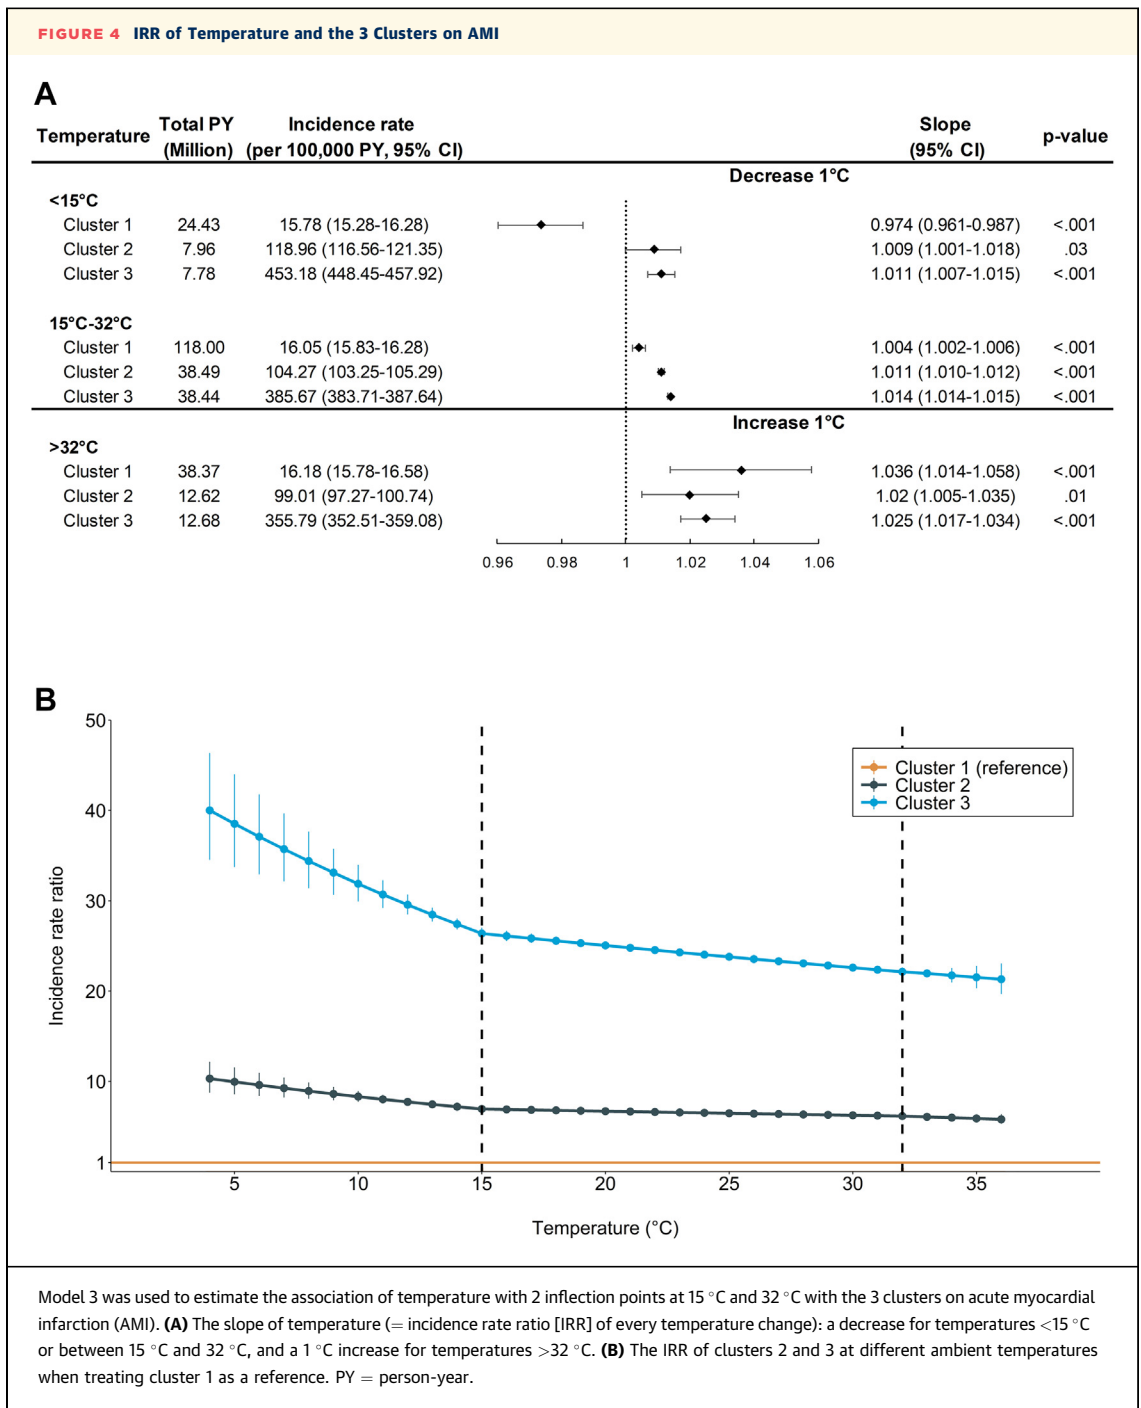 FIGURE 4 IRR of Temperature and the 3 Clusters on AMI
A
Temperature Total PY (Million) Incidence rate (per 100,000 PY, 95% CI) Slope (95% CI) p-value
Decrease 1°C
<15°C
Cluster 1 24.43 15.78 (15.28-16.28) 0.974 (0.961-0.987) <.001
Cluster 2 7.96 118.96 (116.56-121.35) 1.009 (1.001-1.018) .03
Cluster 3 7.78 453.18 (448.45-457.92) 1.011 (1.007-1.015) <.001
15°C-32°C
Cluster 1 118.00 16.05 (15.83-16.28) 1.004 (1.002-1.006) <.001
Cluster 2 38.49 104.27 (103.25-105.29) 1.011 (1.010-1.012) <.001
Cluster 3 38.44 385.67 (383.71-387.64) 1.014 (1.014-1.015) <.001
Increase 1°C
>32°C
Cluster 1 38.37 16.18 (15.78-16.58) 1.036 (1.014-1.058) <.001
Cluster 2 12.62 99.01 (97.27-100.74) 1.02 (1.005-1.035) .01
Cluster 3 12.68 355.79 (352.51-359.08) 1.025 (1.017-1.034) <.001
0.96 0.98 1 1.02 1.04 1.06
B
50
40
30
20
10
1
Incidence rate ratio
Cluster 1 (reference)
Cluster 2
Cluster 3
5 10 15 20 25 30 35
Temperature (°C)
Model 3 was used to estimate the association of temperature with 2 inflection points at 15 °C and 32 °C with the 3 clusters on acute myocardial
infarction (AMI). (A) The slope of temperature (= incidence rate ratio [IRR] of every temperature change): a decrease for temperatures <15 °C
or between 15 °C and 32 °C, and a 1 °C increase for temperatures >32 °C. (B) The IRR of clusters 2 and 3 at different ambient temperatures
when treating cluster 1 as a reference. PY = person-year.